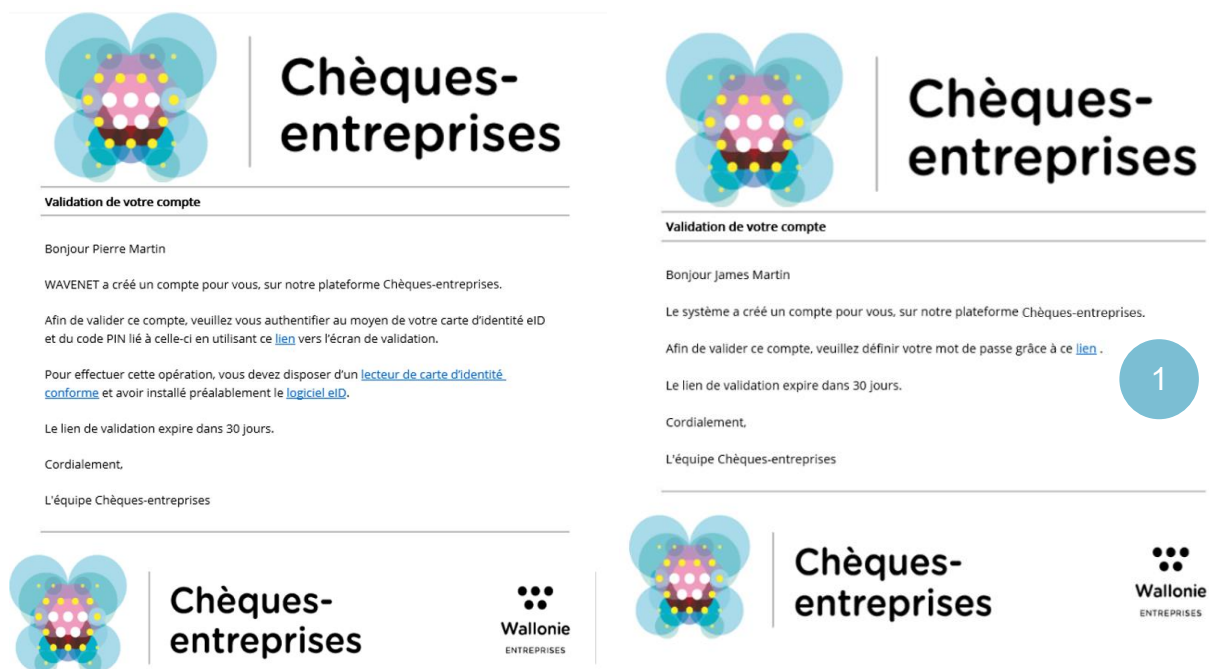 Chèques-
entreprises
Validation de votre compte
Bonjour Pierre Martin
WAVENET a créé un compte pour vous, sur notre plateforme Chèques-entreprises.
Afin de valider ce compte, veuillez vous authentifier au moyen de votre carte d'identité eID
et du code PIN lié à celle-ci en utilisant ce lien vers l'écran de validation.
Pour effectuer cette opération, vous devez disposer d'un lecteur de carte d'identité
conforme et avoir installé préalablement le logiciel eID.
Le lien de validation expire dans 30 jours.
Cordialement,
L'équipe Chèques-entreprises
Chèques-
entreprises
Wallonie
ENTREPRISES
Chèques-
entreprises
Validation de votre compte
Bonjour James Martin
Le système a créé un compte pour vous, sur notre plateforme Chèques-entreprises.
Afin de valider ce compte, veuillez définir votre mot de passe grâce à ce lien .
1
Le lien de validation expire dans 30 jours.
Cordialement,
L'équipe Chèques-entreprises
Chèques-
entreprises
Wallonie
ENTREPRISES